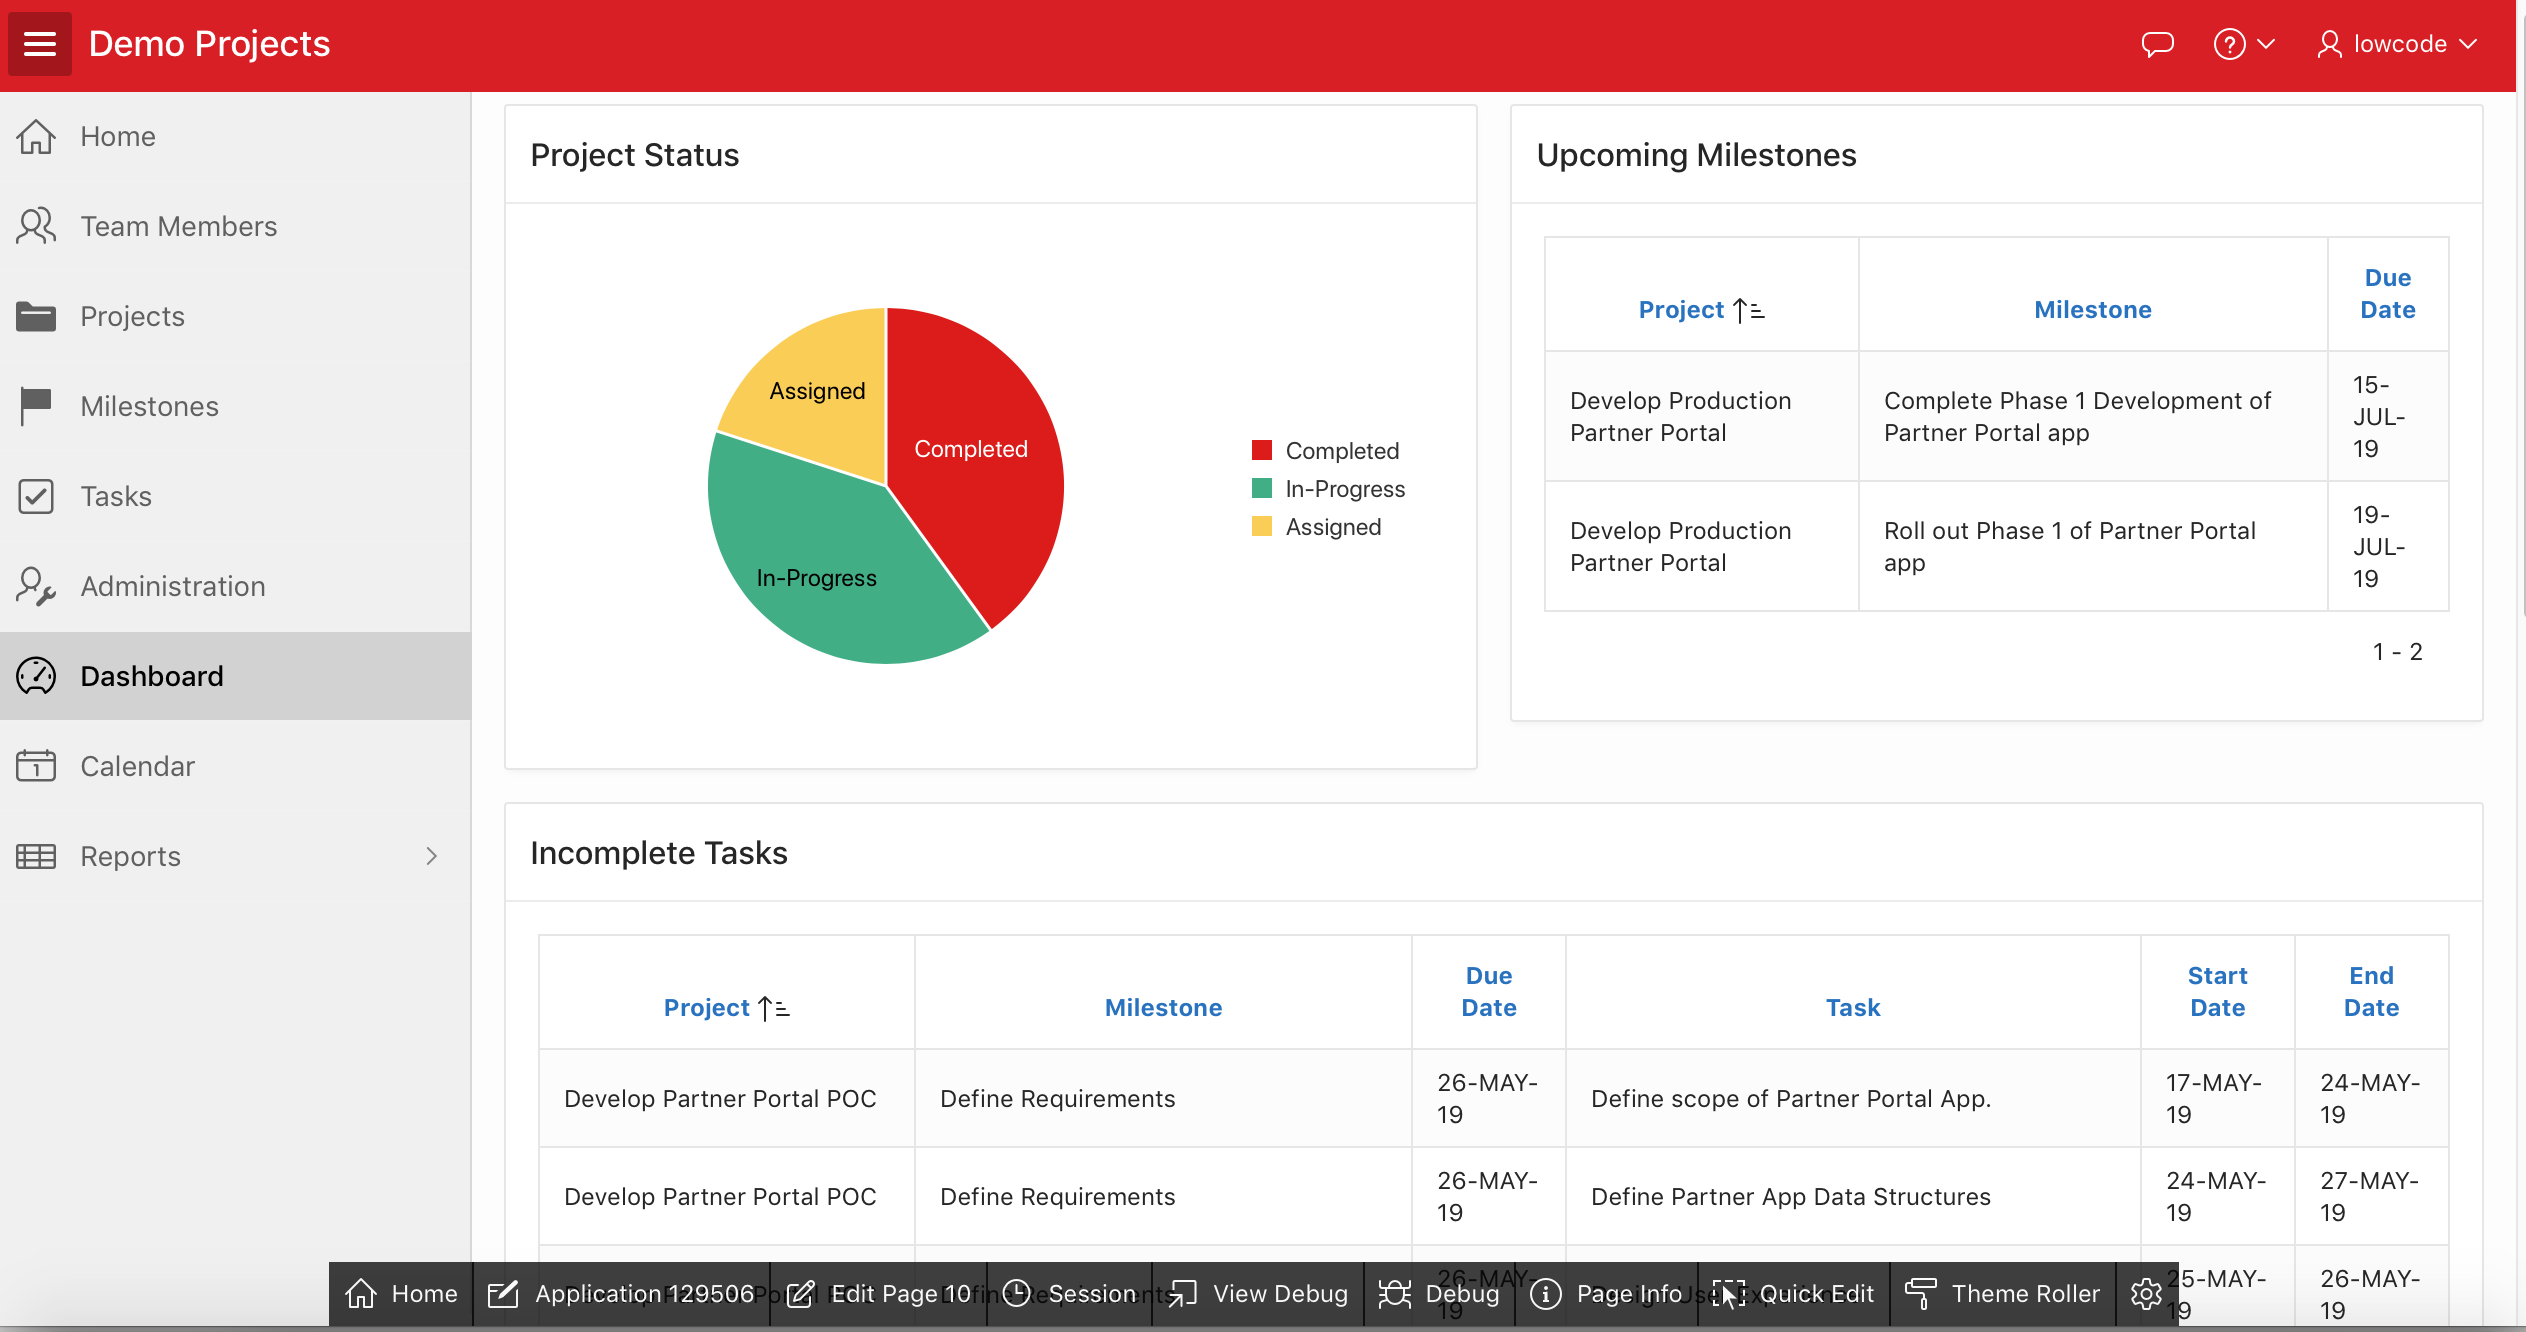 Demo Projects
lowcode
Home
Team Members
Projects
Milestones
Tasks
Administration
Dashboard
Calendar
1
Reports
Project Status
Assigned
Completed
In-Progress
Completed
In-Progress
Assigned
Upcoming Milestones
Project
Milestone
Due
Date
Develop Production
Partner Portal
Complete Phase 1 Development of
Partner Portal app
15-
JUL-
19
Develop Production
Partner Portal
Roll out Phase 1 of Partner Portal
app
19-
JUL-
19
1 - 2
Incomplete Tasks
Project
Milestone
Due
Date
Task
Start
Date
End
Date
Develop Partner Portal POC
Define Requirements
26-MAY-
19
Define scope of Partner Portal App.
17-MAY-
19
24-MAY-
19
Develop Partner Portal POC
Define Requirements
26-MAY-
19
Define Partner App Data Structures
24-MAY-
19
27-MAY-
19
26-MAY-
19
25-MAY-
19
26-MAY-
19
Home
Application 129506
Edit Page 10
Session
View Debug
Debug
Page Info
Quick Edit
Theme Roller